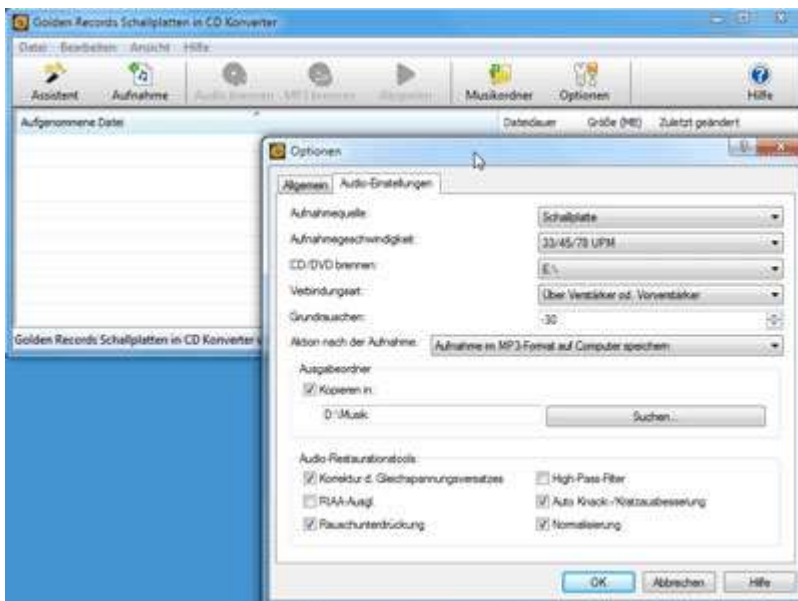 Golden Records Schallplatten in CD Konverter
Datei Bearbeiten Ansicht Hilfe
Assistent Aufnahme Audio brennen MP3 brennen Abspielen Musikordner Optionen Hilfe
Aufgenommene Datei Dateidauer Größe (MB) Zuletzt geändert
Optionen
Allgemein Audio-Einstellungen
Aufnahmequelle: Schallplatte
Aufnahmegeschwindigkeit: 33/45/78 UPM
CD/DVD brennen: E:\
Verbindungsart: Über Verstärker od. Vorverstärker
Grundrauschen: -30
Golden Records Schallplatten in CD Konverter
Aktion nach der Aufnahme: Aufnahme im MP3-Format auf Computer speichern
Ausgabeordner
Kopieren in:
D:\Musik Suchen...
Audio-Restaurationstools
Korrektur d. Gleichspannungsversatzes High-Pass-Filter
RIAA-Ausgl. Auto Knack-/Kratzausbesserung
Rauschunterdrückung Normalisierung
OK Abbrechen Hilfe